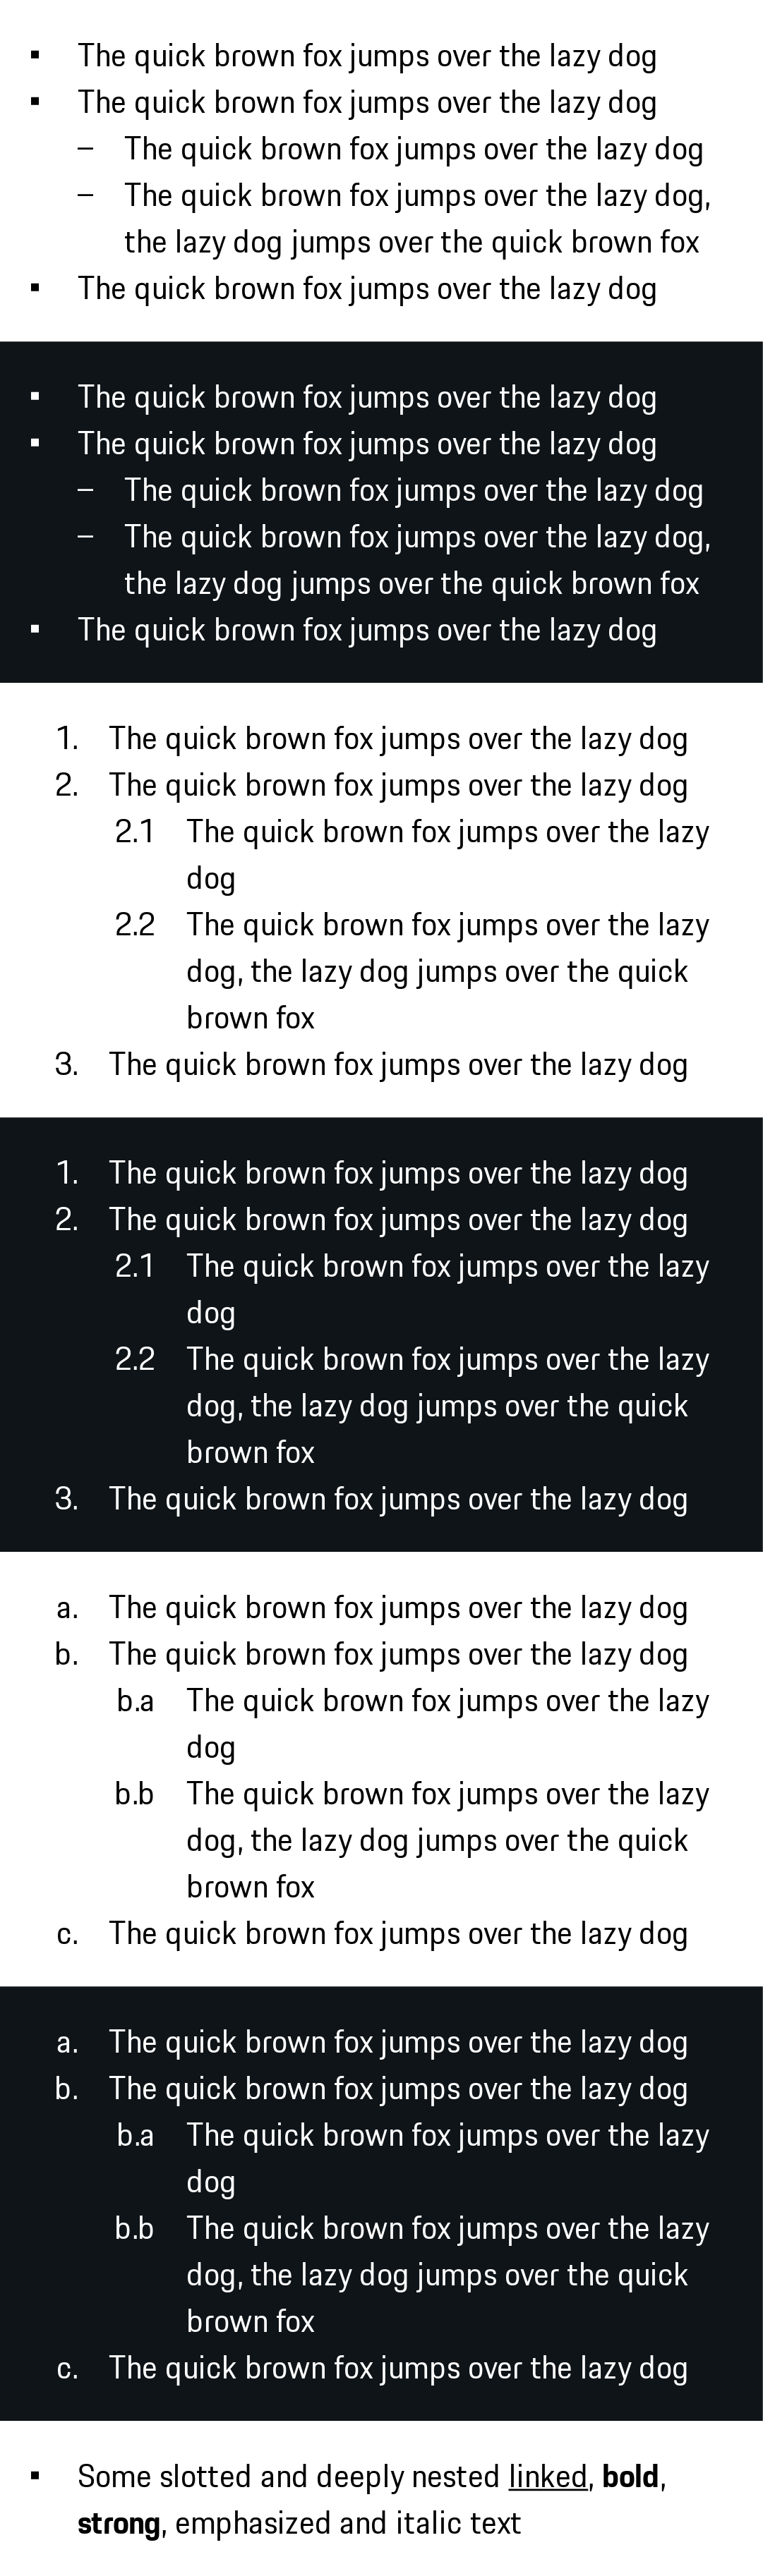 ▪ The quick brown fox jumps over the lazy dog
▪ The quick brown fox jumps over the lazy dog
– The quick brown fox jumps over the lazy dog
– The quick brown fox jumps over the lazy dog,
the lazy dog jumps over the quick brown fox
▪ The quick brown fox jumps over the lazy dog
▪ The quick brown fox jumps over the lazy dog
▪ The quick brown fox jumps over the lazy dog
– The quick brown fox jumps over the lazy dog
– The quick brown fox jumps over the lazy dog,
the lazy dog jumps over the quick brown fox
▪ The quick brown fox jumps over the lazy dog
1. The quick brown fox jumps over the lazy dog
2. The quick brown fox jumps over the lazy dog
2.1 The quick brown fox jumps over the lazy
dog
2.2 The quick brown fox jumps over the lazy
dog, the lazy dog jumps over the quick
brown fox
3. The quick brown fox jumps over the lazy dog
1. The quick brown fox jumps over the lazy dog
2. The quick brown fox jumps over the lazy dog
2.1 The quick brown fox jumps over the lazy
dog
2.2 The quick brown fox jumps over the lazy
dog, the lazy dog jumps over the quick
brown fox
3. The quick brown fox jumps over the lazy dog
a. The quick brown fox jumps over the lazy dog
b. The quick brown fox jumps over the lazy dog
b.a The quick brown fox jumps over the lazy
dog
b.b The quick brown fox jumps over the lazy
dog, the lazy dog jumps over the quick
brown fox
c. The quick brown fox jumps over the lazy dog
a. The quick brown fox jumps over the lazy dog
b. The quick brown fox jumps over the lazy dog
b.a The quick brown fox jumps over the lazy
dog
b.b The quick brown fox jumps over the lazy
dog, the lazy dog jumps over the quick
brown fox
c. The quick brown fox jumps over the lazy dog
▪ Some slotted and deeply nested linked, bold,
strong, emphasized and italic text